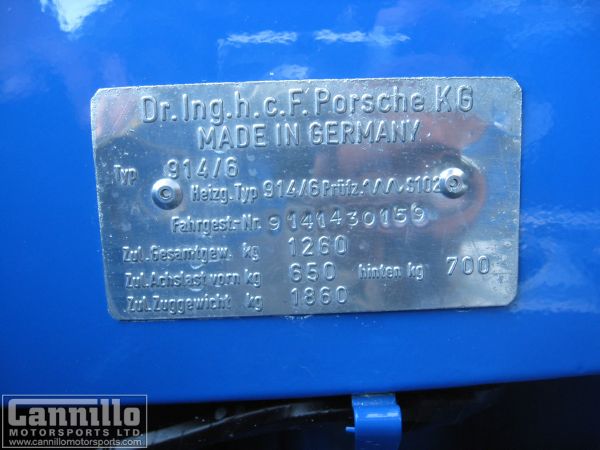 Dr.Ing.h.c.F.Porsche KG
MADE IN GERMANY
Typ 914/6
Heizg.Typ 914/6 Prüfz. S102
Fahrgest-Nr. 9141430159
Zul.Gesamtgew. kg 1260
Zul.Achslast vorn kg 650 hinten kg 700
Zul.Zuggewicht kg 1860
Cannillo
MOTORSPORTS LTD.
www.cannillomotorsports.com